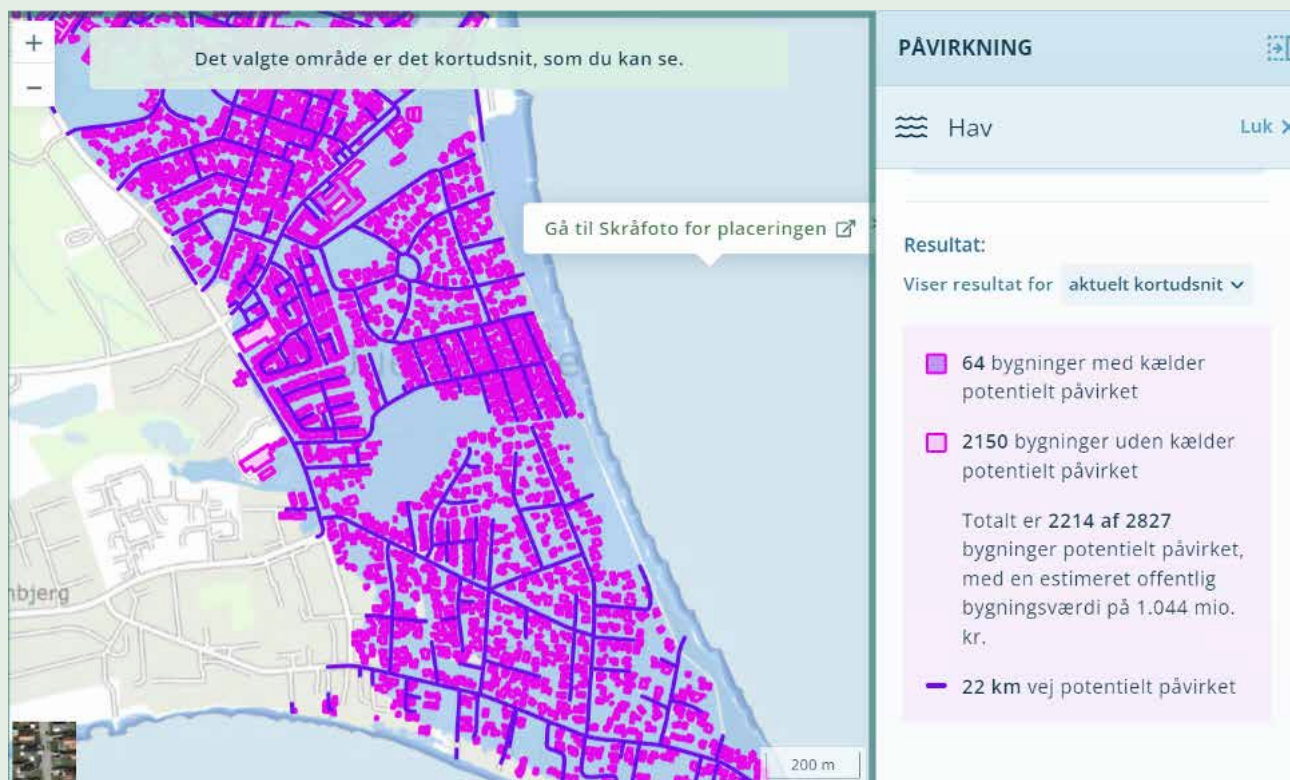 +
−
Det valgte område er det kortudsnit, som du kan se.
Gå til Skråfoto for placeringen
nbjerg
200 m
PÅVIRKNING
Hav
Luk
Resultat:
Viser resultat for aktuelt kortudsnit
64 bygninger med kælder
potentielt påvirket
2150 bygninger uden kælder
potentielt påvirket
Totalt er 2214 af 2827
bygninger potentielt påvirket,
med en estimeret offentlig
bygningsværdi på 1.044 mio.
kr.
22 km vej potentielt påvirket